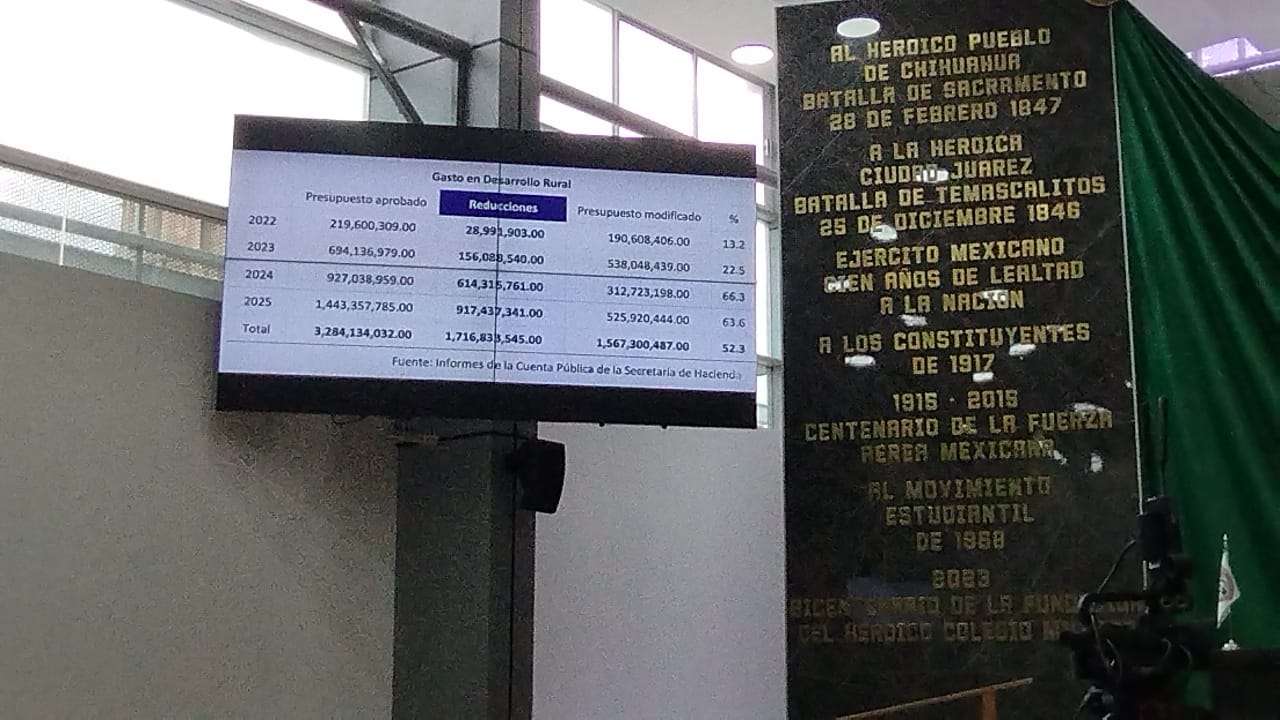 Gasto en Desarrollo Rural
Presupuesto aprobado Reducciones Presupuesto modificado %
2022 219,600,309.00 28,991,903.00 190,608,406.00 13.2
2023 694,136,979.00 156,088,540.00 538,048,439.00 22.5
2024 927,038,959.00 614,315,761.00 312,723,198.00 66.3
2025 1,443,357,785.00 917,437,341.00 525,920,444.00 63.6
Total 3,284,134,032.00 1,716,833,545.00 1,567,300,487.00 52.3
Fuente: Informes de la Cuenta Pública de la Secretaría de Hacienda
AL HEROICO PUEBLO
DE CHIHUAHUA
BATALLA DE SACRAMENTO
28 DE FEBRERO 1847
A LA HEROICA
CIUDAD JUAREZ
BATALLA DE TEMASCALITOS
25 DE DICIEMBRE 1846
EJERCITO MEXICANO
CIEN AÑOS DE LEALTAD
A LA NACION
A LOS CONSTITUYENTES
DE 1917
1915 - 2015
CENTENARIO DE LA FUERZA
AEREA MEXICANA
AL MOVIMIENTO
ESTUDIANTIL
DE 1968
2023
DE LA
DEL HEROICO COLEGIO